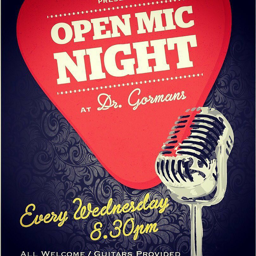 OPEN MIC
NIGHT
AT Dr. Gormans
Every Wednesday
8.30pm
ALL WELCOME / GUITARS PROVIDED